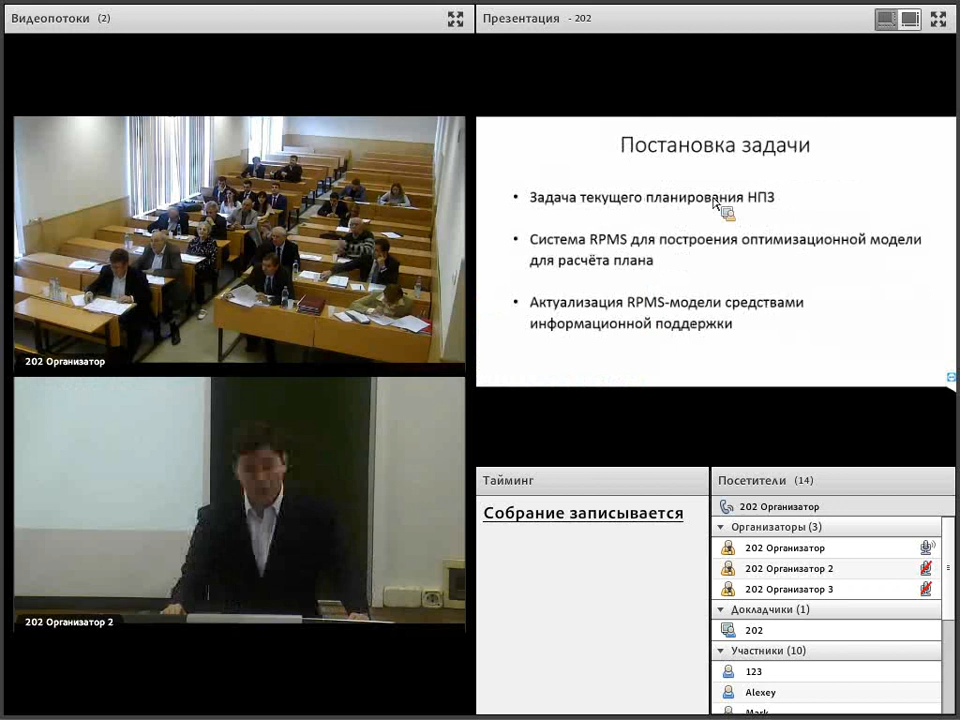 Видеопотоки (2)
Презентация - 202
202 Организатор
202 Организатор 2
Постановка задачи
• Задача текущего планирования НПЗ
• Система RPMS для построения оптимизационной модели
для расчёта плана
• Актуализация RPMS-модели средствами
информационной поддержки
Тайминг
Собрание записывается
Посетители (14)
202 Организатор
Организаторы (3)
202 Организатор
202 Организатор 2
202 Организатор 3
Докладчики (1)
202
Участники (10)
123
Alexey
Mark